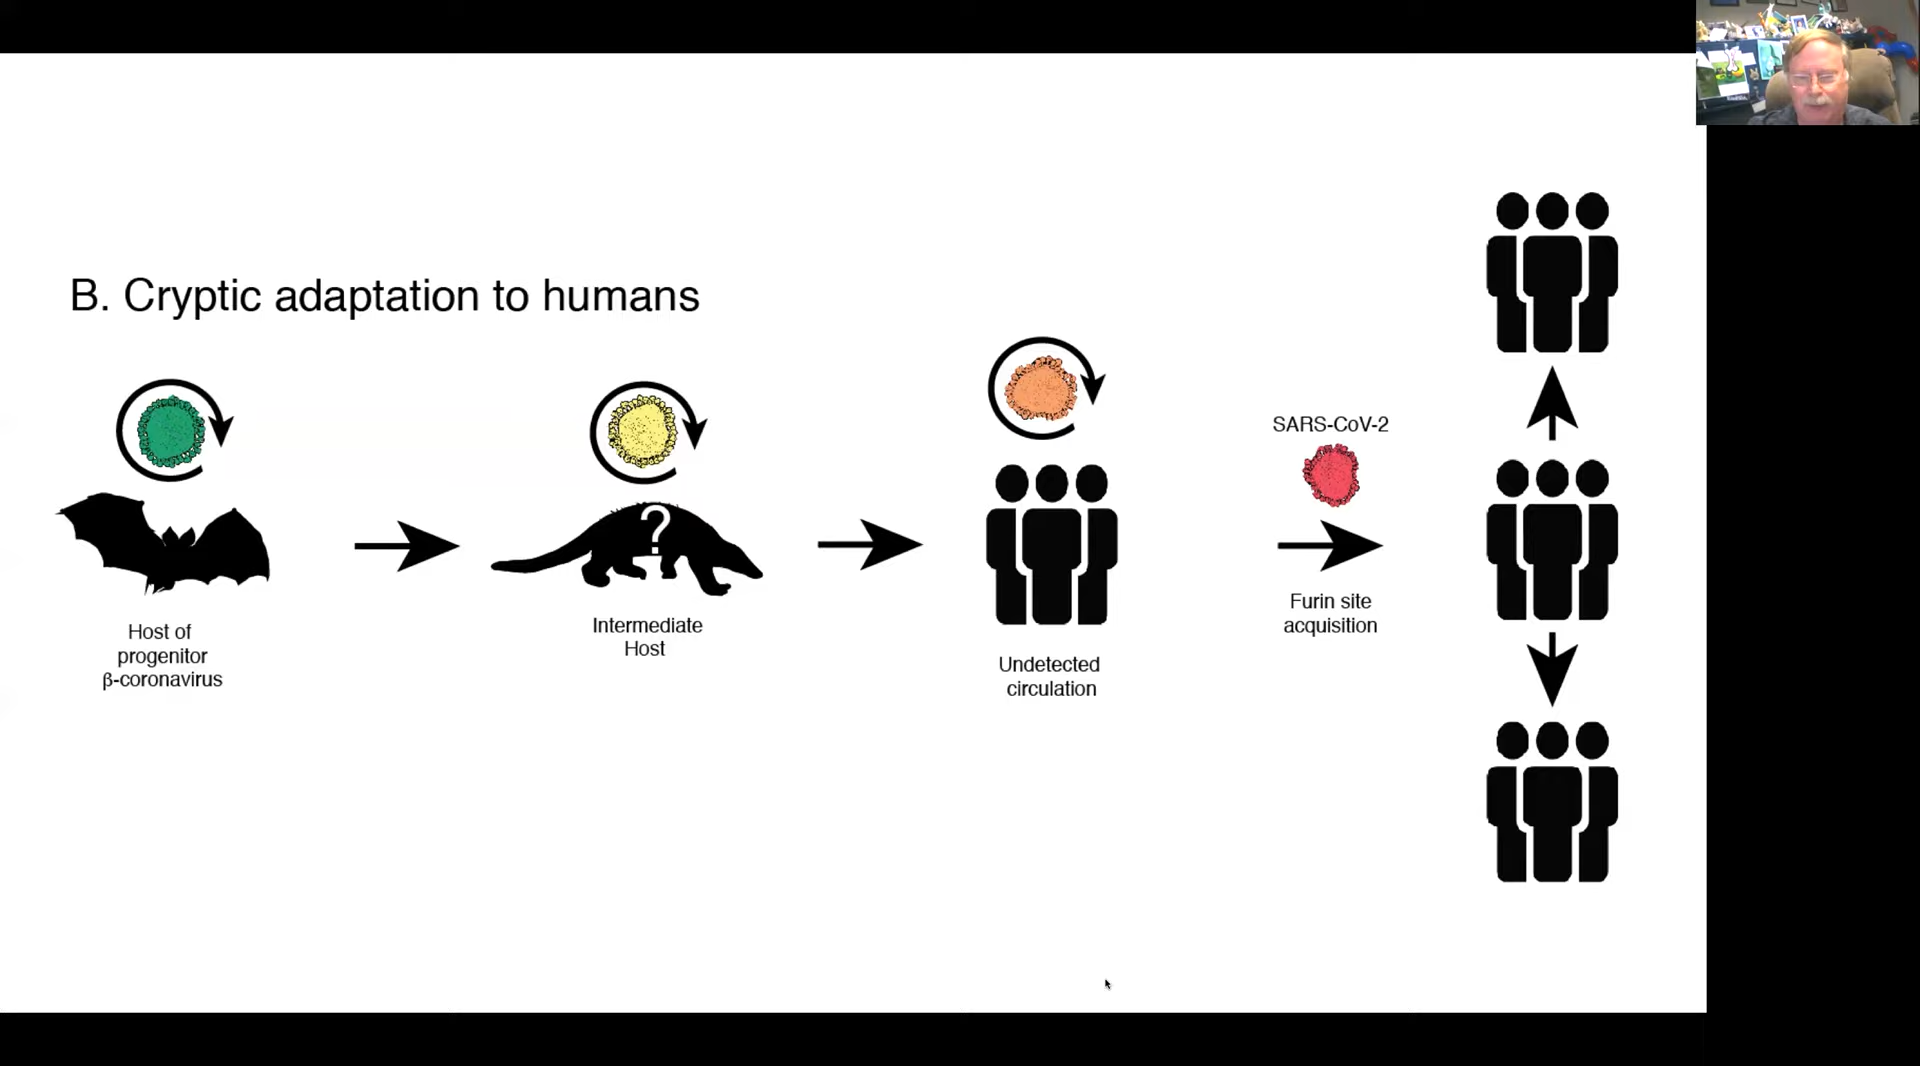 B. Cryptic adaptation to humans
Host of
progenitor
β-coronavirus
?
Intermediate
Host
Undetected
circulation
SARS-CoV-2
Furin site
acquisition